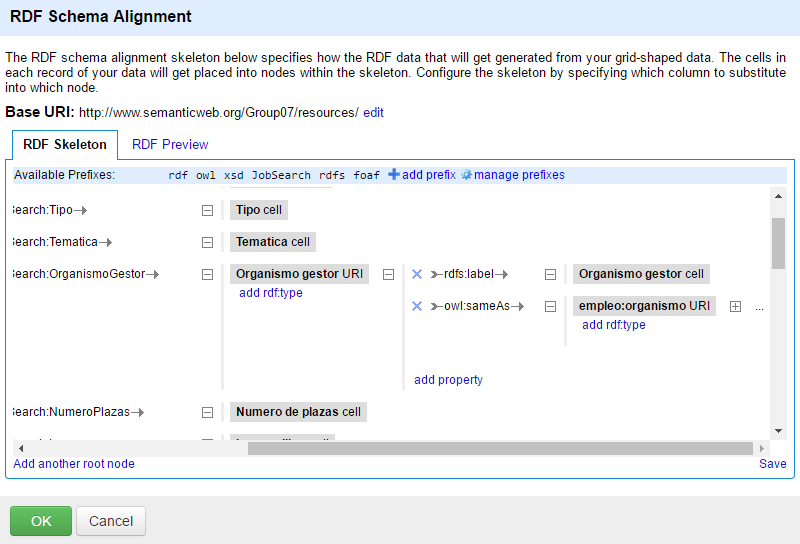 RDF Schema Alignment
The RDF schema alignment skeleton below specifies how the RDF data that will get generated from your grid-shaped data. The cells in
each record of your data will get placed into nodes within the skeleton. Configure the skeleton by specifying which column to substitute
into which node.
Base URI: http://www.semanticweb.org/Group07/resources/ edit
RDF Skeleton RDF Preview
Available Prefixes: rdf owl xsd JobSearch rdfs foaf add prefix manage prefixes
Search:Tipo Tipo cell
Search:Tematica Tematica cell
Search:OrganismoGestor Organismo gestor URI rdfs:label Organismo gestor cell
add rdf:type
owl:sameAs empleo:organismo URI ...
add rdf:type
add property
Search:NumeroPlazas Numero de plazas cell
Add another root node Save
OK Cancel